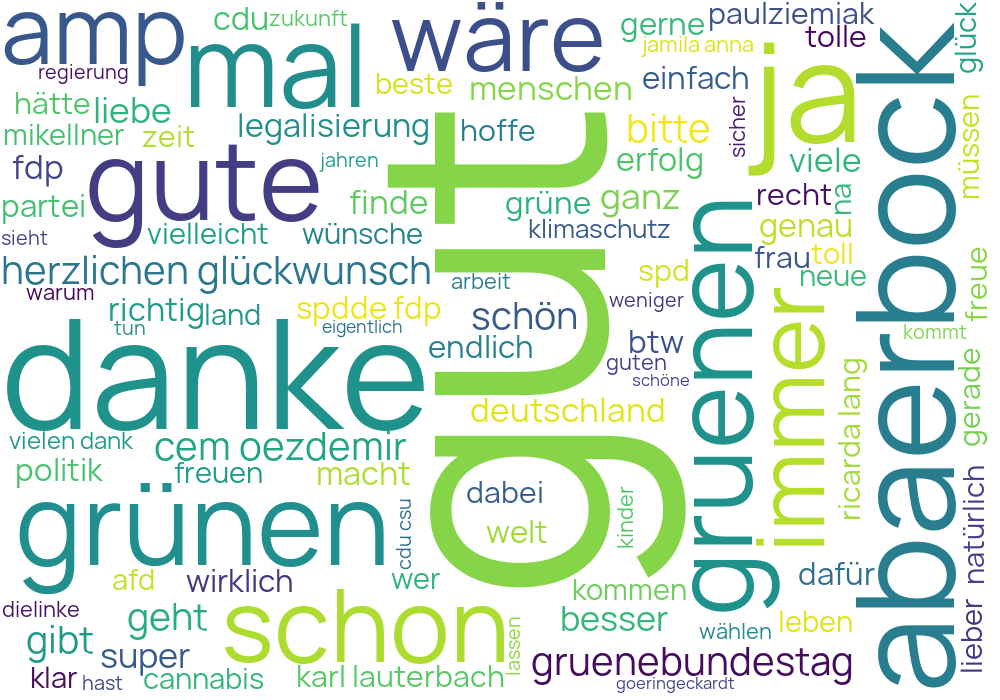 amp
cdu
zukunft
wäre
gerne
paulziemiak
glück
mal
jamila anna
tolle
regierung
beste
menschen
einfach
ja
hätte
liebe
mikellner
zeit
legalisierung
hoffe
bitte
sicher
müssen
fdp
gute
jahren
gut
erfolg
viele
abaerbock
partei
finde
grüne
ganz
recht
na
sieht
vielleicht
wünsche
klimaschutz
gruenen
genau
herzlichen glückwunsch
arbeit
spd
frau
toll
neue
freue
warum
richtig
land
spdde fdp
schön
weniger
immer
tun
eigentlich
endlich
btw
kommt
danke
guten
schöne
ricarda lang
gerade
deutschland
vielen dank
cem oezdemir
politik
freuen
macht
dabei
grünen
cdu csu
welt
kinder
natürlich
afd
wirklich
wer
kommen
dafür
dielinke
geht
schon
lassen
besser
wählen
leben
lieber
gibt
super
gruenebundestag
klar
hast
cannabis
karl lauterbach
goeringeckardt